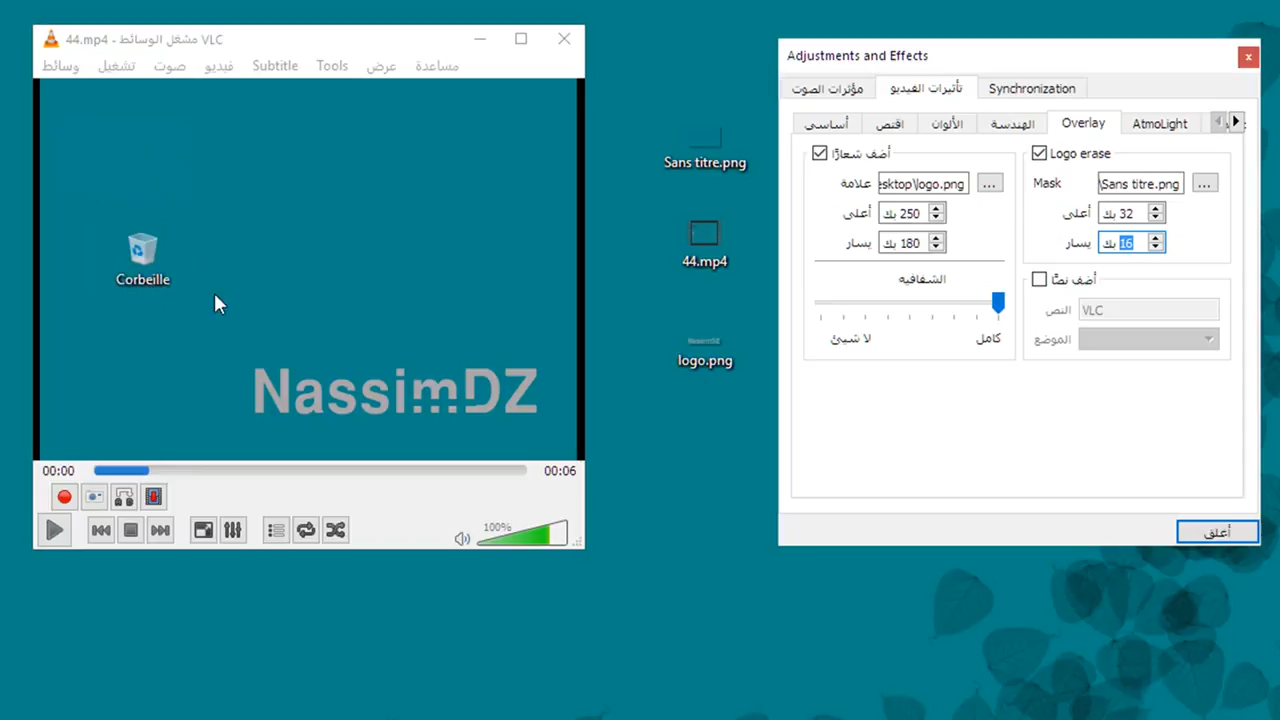 44.mp4 - مشغل الوسائط VLC
وسائط تشغيل صوت فيديو Subtitle Tools عرض مساعدة
Corbeille
NassimDZ
00:00
00:06
100%
Sans titre.png
44.mp4
NassimDZ
logo.png
Adjustments and Effects
مؤثرات الصوت تأثيرات الفيديو Synchronization
أساسي اقتص الألوان الهندسة Overlay AtmoLight
أضف شعارًا
علامة esktop\logo.png ...
أعلى 250 بك
يسار 180 بك
الشفافيه
لا شيئ كامل
Logo erase
Mask \Sans titre.png ...
أعلى 32 بك
يسار 16 بك
أضف نصًّا
النص VLC
الموضع
أغلق